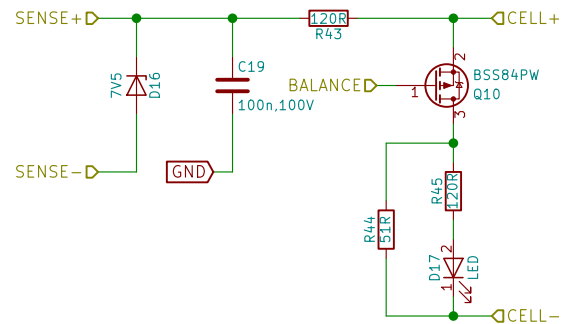 SENSE+
120R
R43
CELL+
7V5
D16
C19
100n,100V
BALANCE
1
2
BSS84PW
Q10
3
SENSE-
GND
R44
51R
R45
120R
2
D17
LED
1
CELL-